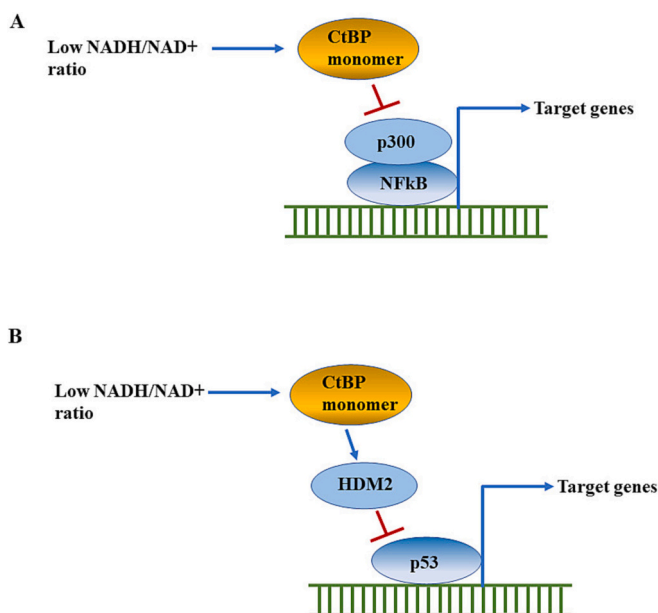 A
Low NADH/NAD+
ratio
CtBP
monomer
p300
NFkB
Target genes
B
Low NADH/NAD+
ratio
CtBP
monomer
HDM2
p53
Target genes